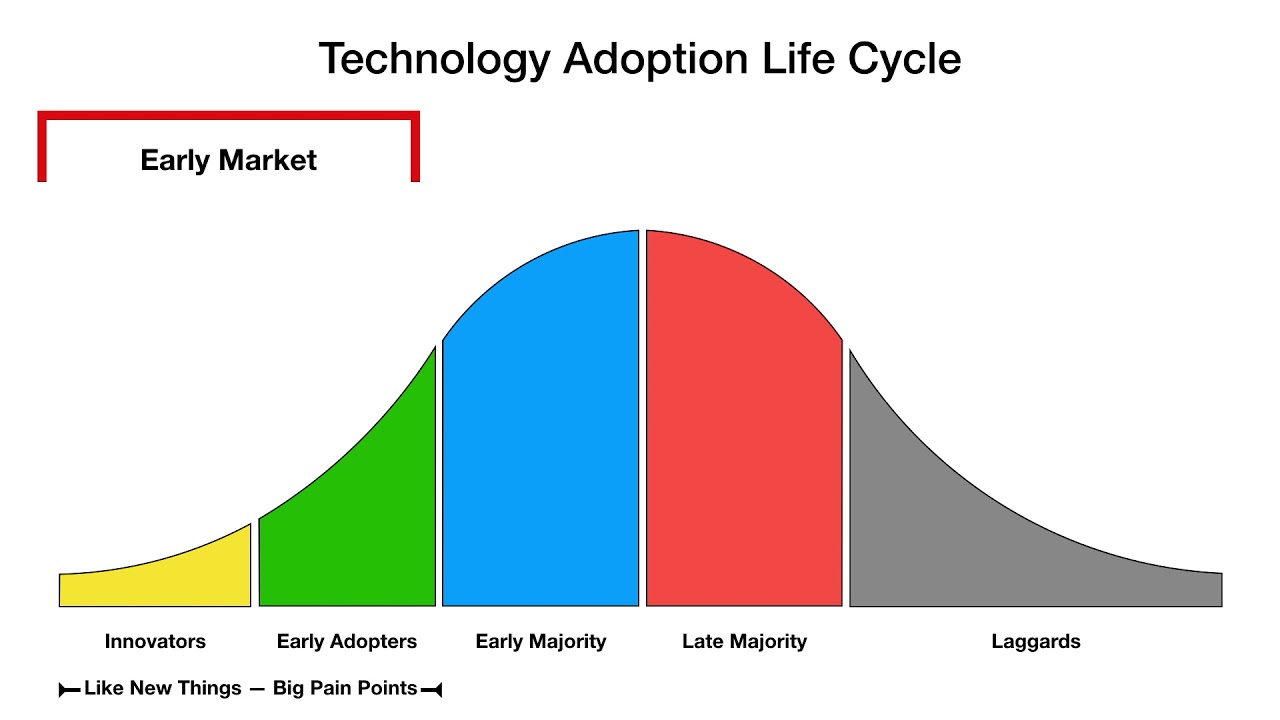 Technology Adoption Life Cycle
Early Market
Innovators
Early Adopters
Early Majority
Late Majority
Laggards
Like New Things — Big Pain Points